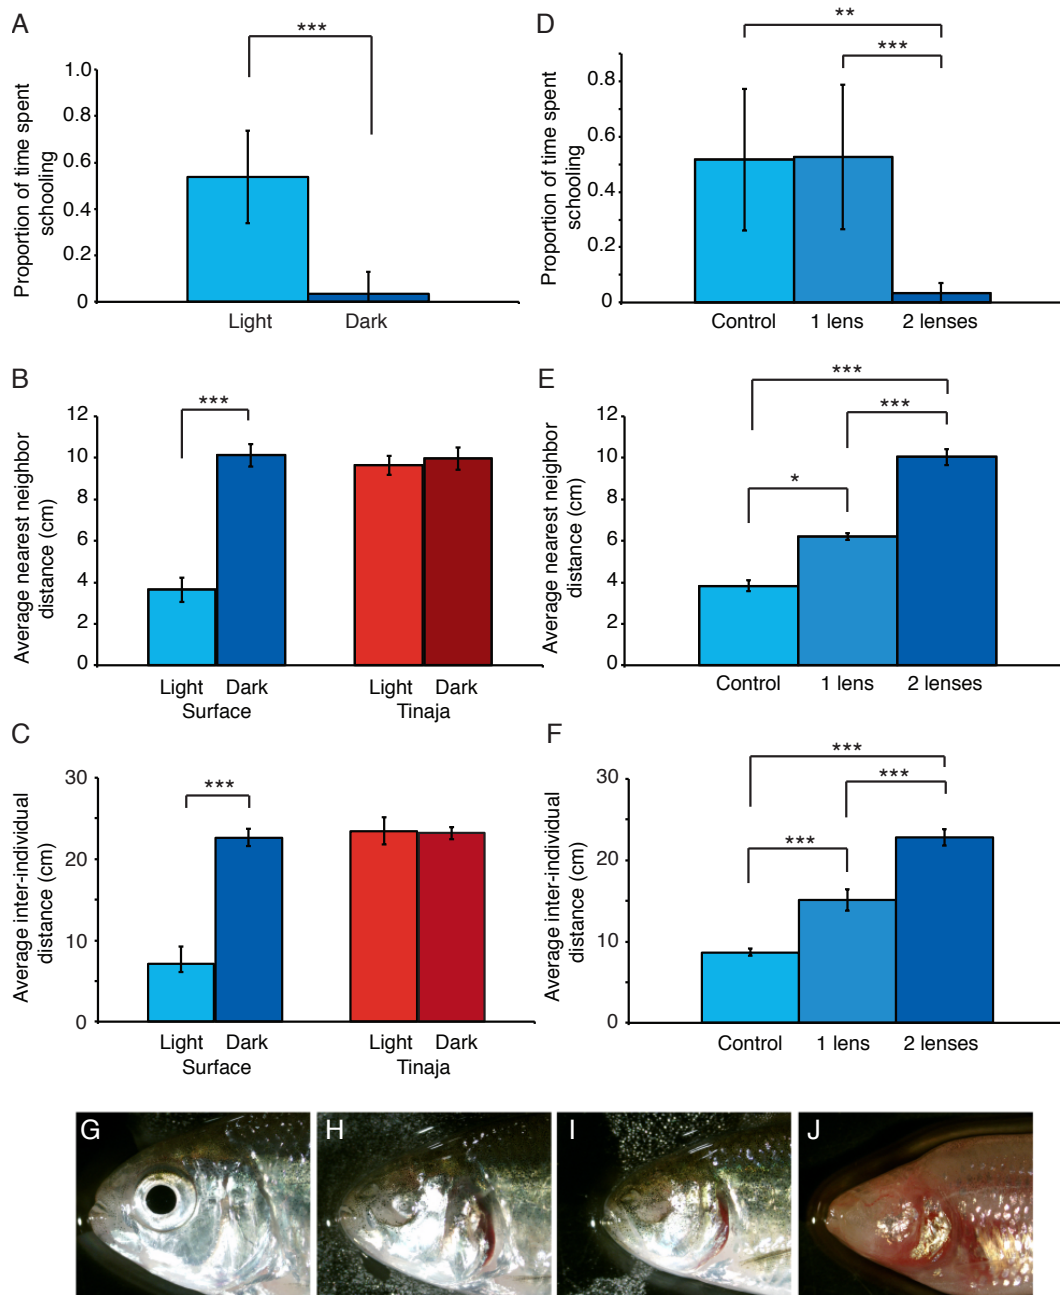 A
***
Proportion of time spent
schooling
1.0
0.8
0.6
0.4
0.2
0
Light Dark
D
**
***
Proportion of time spent
schooling
0.8
0.6
0.4
0.2
0
Control 1 lens 2 lenses
B
***
Average nearest neighbor
distance (cm)
12
10
8
6
4
2
0
Light Dark Light Dark
Surface Tinaja
E
***
***
*
Average nearest neighbor
distance (cm)
12
10
8
6
4
2
0
Control 1 lens 2 lenses
C
***
Average inter-individual
distance (cm)
30
20
10
0
Light Dark Light Dark
Surface Tinaja
F
***
***
***
Average inter-individual
distance (cm)
30
20
10
0
Control 1 lens 2 lenses
G H I J